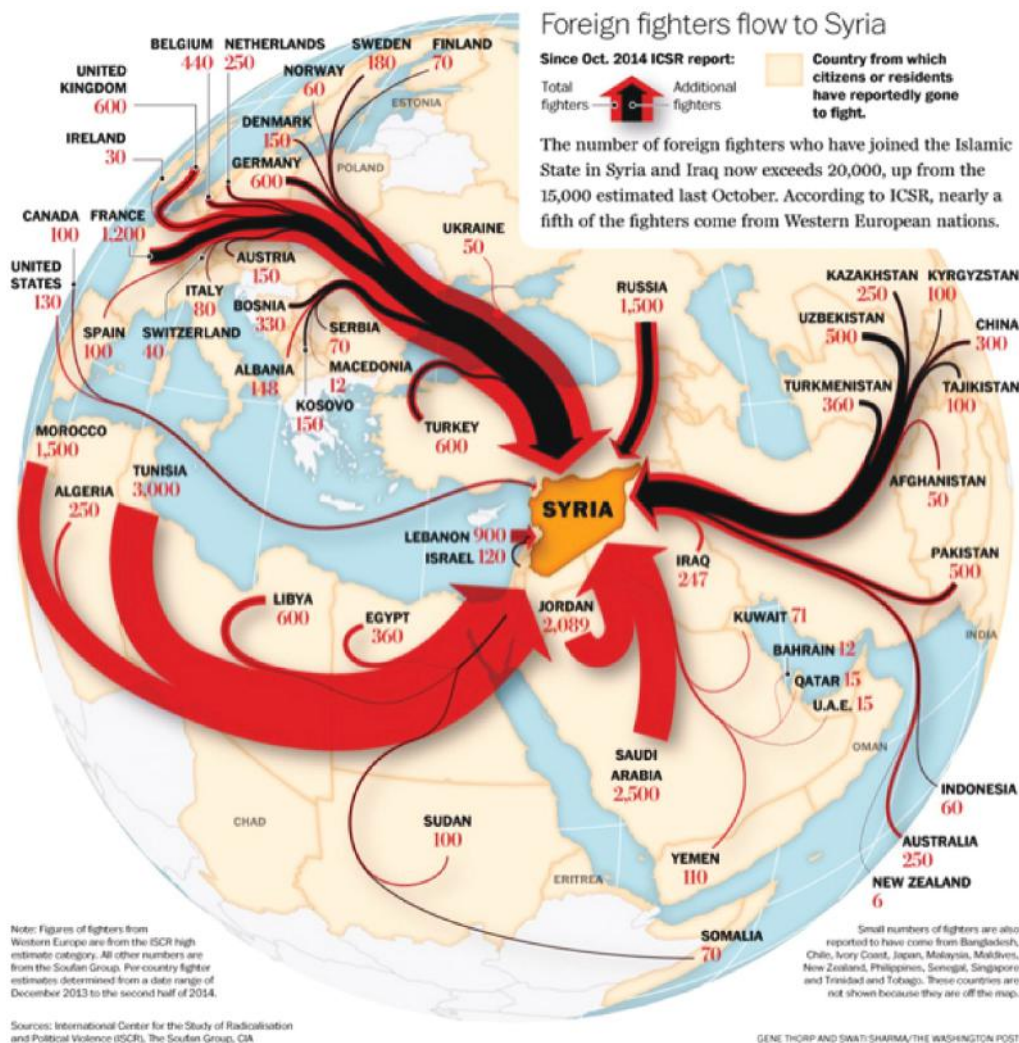 Foreign fighters flow to Syria
Since Oct. 2014 ICSR report:
Total
fighters
Additional
fighters
Country from which
citizens or residents
have reportedly gone
to fight.
The number of foreign fighters who have joined the Islamic
State in Syria and Iraq now exceeds 20,000, up from the
15,000 estimated last October. According to ICSR, nearly a
fifth of the fighters come from Western European nations.
BELGIUM
440
NETHERLANDS
250
SWEDEN
180
FINLAND
70
NORWAY
60
UNITED
KINGDOM
600
ESTONIA
DENMARK
150
IRELAND
30
GERMANY
600
POLAND
CANADA
100
FRANCE
1,200
UKRAINE
50
UNITED
STATES
130
AUSTRIA
150
ITALY
80
BOSNIA
330
RUSSIA
1,500
KAZAKHSTAN
250
KYRGYZSTAN
100
UZBEKISTAN
500
CHINA
300
SPAIN
100
SWITZERLAND
40
SERBIA
70
ALBANIA
148
MACEDONIA
12
KOSOVO
150
TURKMENISTAN
360
TAJIKISTAN
100
TURKEY
600
MOROCCO
1,500
TUNISIA
3,000
ALGERIA
250
AFGHANISTAN
50
SYRIA
LEBANON 900
ISRAEL 120
IRAQ
247
PAKISTAN
500
LIBYA
600
EGYPT
360
JORDAN
2,089
KUWAIT 71
INDIA
BAHRAIN 12
QATAR 15
U.A.E. 15
OMAN
SAUDI
ARABIA
2,500
INDONESIA
60
CHAD
SUDAN
100
YEMEN
110
AUSTRALIA
250
ERITREA
NEW ZEALAND
6
SOMALIA
70
Note: Figures of fighters from
Western Europe are from the ISCR high
estimate category. All other numbers are
from the Soufan Group. Per-country fighter
estimates determined from a date range of
December 2013 to the second half of 2014.
Small numbers of fighters are also
reported to have come from Bangladesh,
Chile, Ivory Coast, Japan, Malaysia, Maldives,
New Zealand, Philippines, Senegal, Singapore
and Trinidad and Tobago. These countries are
not shown because they are off the map.
Sources: International Center for the Study of Radicalisation
and Political Violence (ISCR), The Soufan Group, CIA
GENE THORP AND SWATI SHARMA/THE WASHINGTON POST